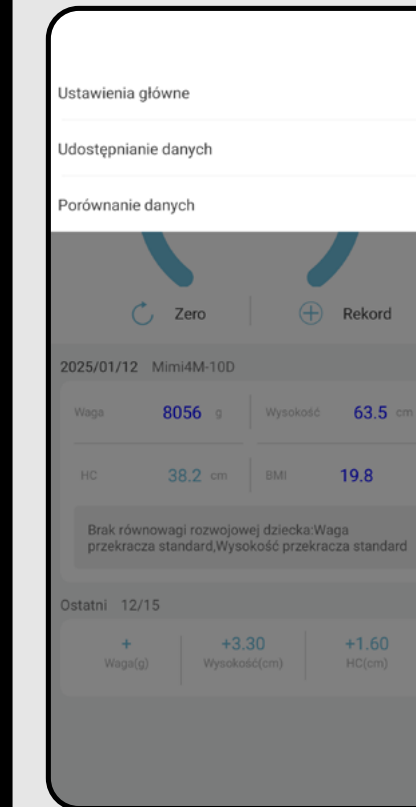 Ustawienia główne
Udostępnianie danych
Porównanie danych
Zero Rekord
2025/01/12 Mimi4M-10D
Waga 8056 g Wysokość 63.5 cm
HC 38.2 cm BMI 19.8
Brak równowagi rozwojowej dziecka:Waga
przekracza standard,Wysokość przekracza standard
Ostatni 12/15
+ +3.30 +1.60
Waga(g) Wysokość(cm) HC(cm)